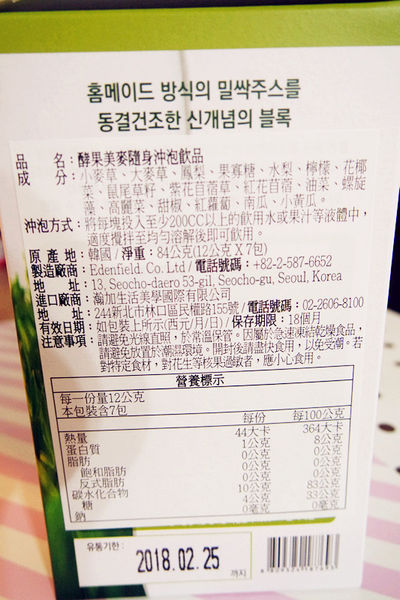 홈메이드 방식의 밀싹주스를
동결건조한 신개념의 블록
品 名：酵果美麥隨身沖泡飲品
成 分：小麥草、大麥草、鳳梨、果寡糖、水梨、檸檬、花椰
菜、鼠尾草籽、紫花苜蓿草、紅花苜宿、油菜、螺旋
藻、高麗菜、甜椒、紅蘿蔔、南瓜、小黃瓜。
沖泡方式：將每塊投入至少200CC以上的飲用水或果汁等液體中，
適度攪拌至均勻溶解後即可飲用。
原 產 地：韓國 / 淨重：84公克(12公克X 7包)
製造廠商：Edenfield. Co. Ltd / 電話號碼：+82-2-587-6652
地 址：13, Seocho-daero 53-gil, Seocho-gu, Seoul, Korea
進口廠商：瀚加生活美學國際有限公司
地 址：244新北市林口區民權路155號 / 電話號碼：02-2606-8100
有效日期：如包裝上所示(西元/月/日) / 保存期限：18個月
注意事項：請避免光線直照，於常溫保管。因屬於急速凍結乾燥食品，
請避免放置於潮濕環境。開封後請盡快食用，以免受潮。若
對特定食材，對花生等核果過敏者，應小心食用。
營養標示
每一份量12公克
本包裝含7包
每份 每100公克
熱量 44大卡 364大卡
蛋白質 1公克 8公克
脂肪 0公克 0公克
飽和脂肪 0公克 0公克
反式脂肪 0公克 0公克
碳水化合物 10公克 83公克
糖 4公克 33公克
鈉 0毫克 0毫克
유통기한 :
2018.02.25
까지